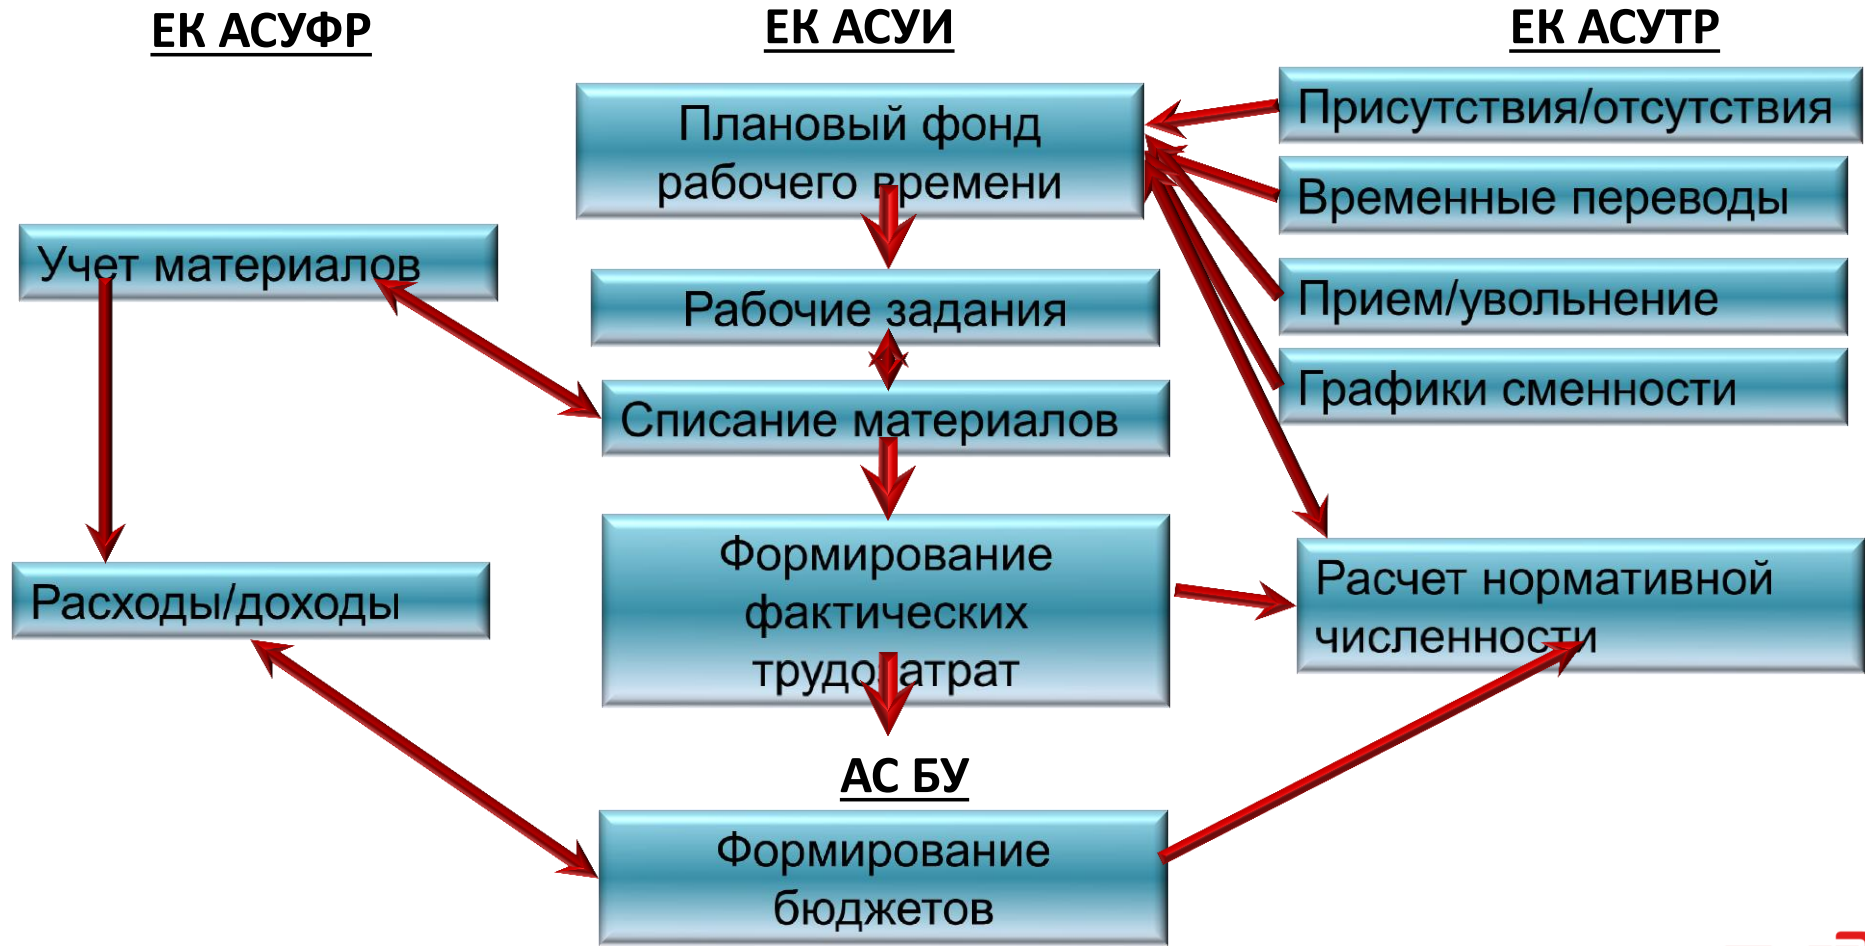 ЕК АСУФР
ЕК АСУИ
ЕК АСУТР
Плановый фонд
рабочего времени
Присутствия/отсутствия
Временные переводы
Учет материалов
Рабочие задания
Прием/увольнение
Списание материалов
Графики сменности
Формирование
фактических
трудозатрат
Расходы/доходы
Расчет нормативной
численности
АС БУ
Формирование
бюджетов